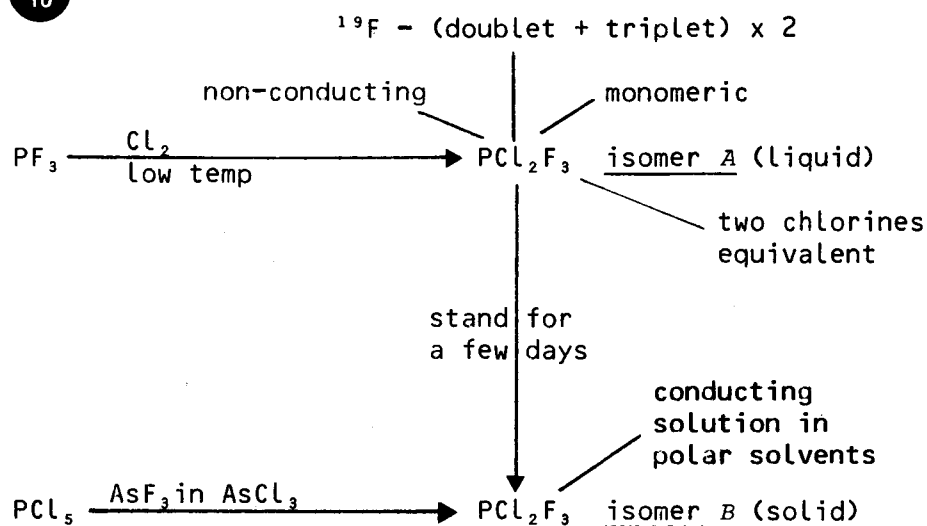 10
¹⁹F - (doublet + triplet) x 2
non-conducting
monomeric
PF₃
Cl₂
low temp
PCl₂F₃ isomer A (liquid)
two chlorines
equivalent
stand for
a few days
conducting
solution in
polar solvents
PCl₅
AsF₃ in AsCl₃
PCl₂F₃ isomer B (solid)